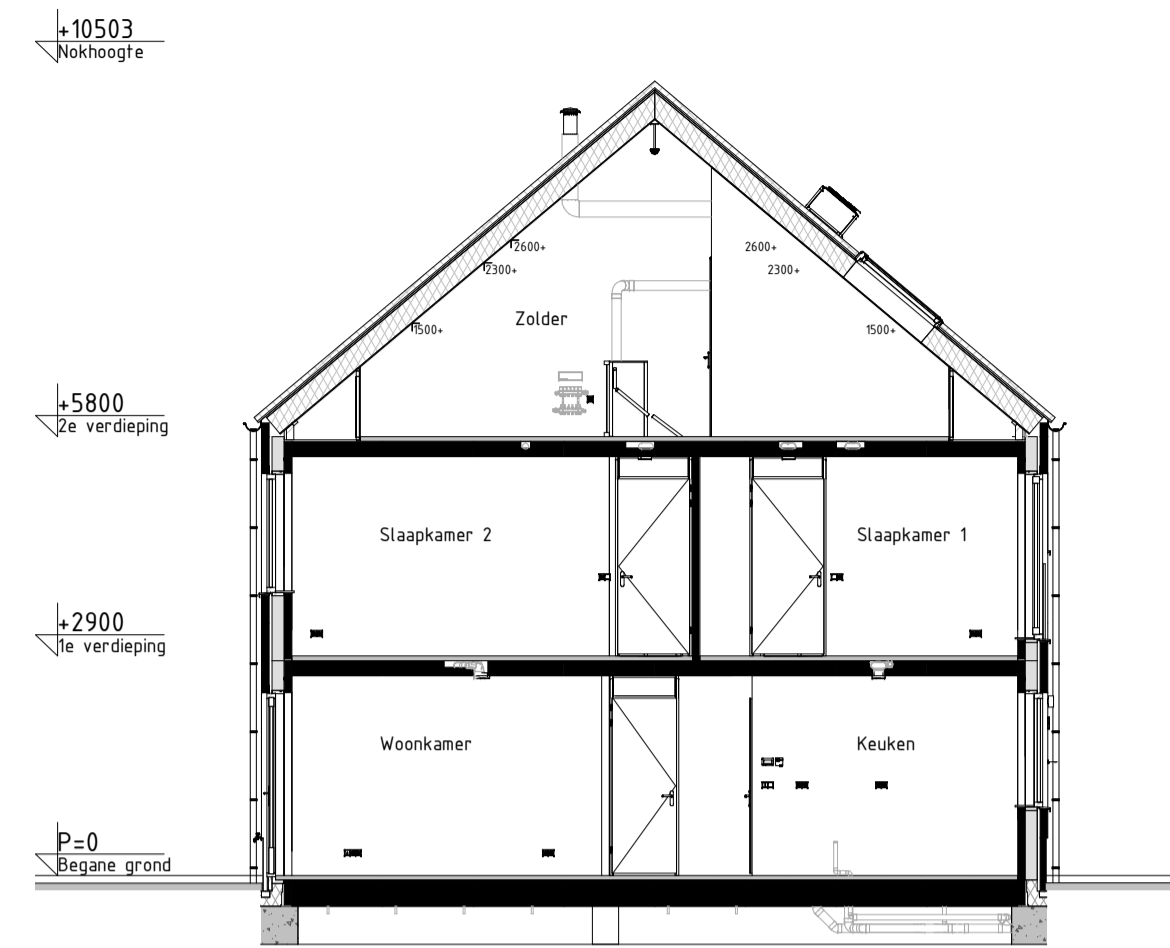 +10503
Nokhoogte
2600+
2600+
2300+
2300+
Zolder
1500+
1500+
+5800
2e verdieping
Slaapkamer 2
Slaapkamer 1
+2900
1e verdieping
Woonkamer
Keuken
P=0
Begane grond